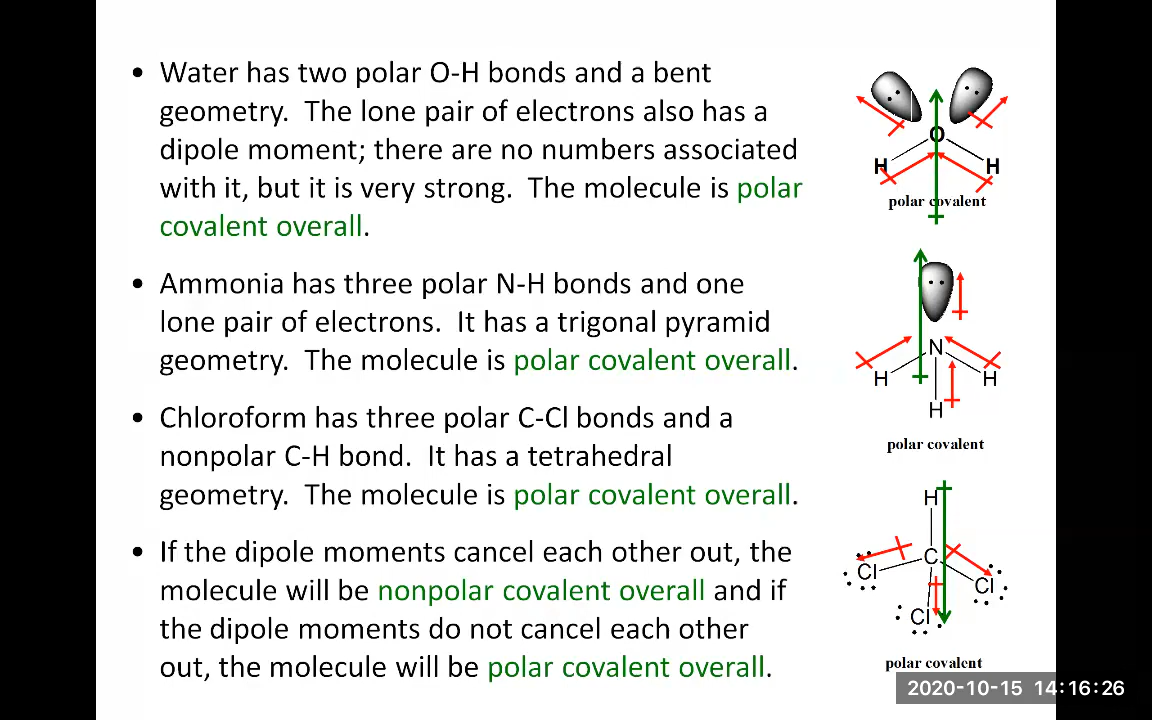 • Water has two polar O-H bonds and a bent
geometry. The lone pair of electrons also has a
dipole moment; there are no numbers associated
with it, but it is very strong. The molecule is polar
covalent overall.
• Ammonia has three polar N-H bonds and one
lone pair of electrons. It has a trigonal pyramid
geometry. The molecule is polar covalent overall.
• Chloroform has three polar C-Cl bonds and a
nonpolar C-H bond. It has a tetrahedral
geometry. The molecule is polar covalent overall.
• If the dipole moments cancel each other out, the
molecule will be nonpolar covalent overall and if
the dipole moments do not cancel each other
out, the molecule will be polar covalent overall.
O
H H
polar covalent
N
H H
H
polar covalent
H
C
Cl
Cl
Cl
polar covalent
2020-10-15 14:16:26